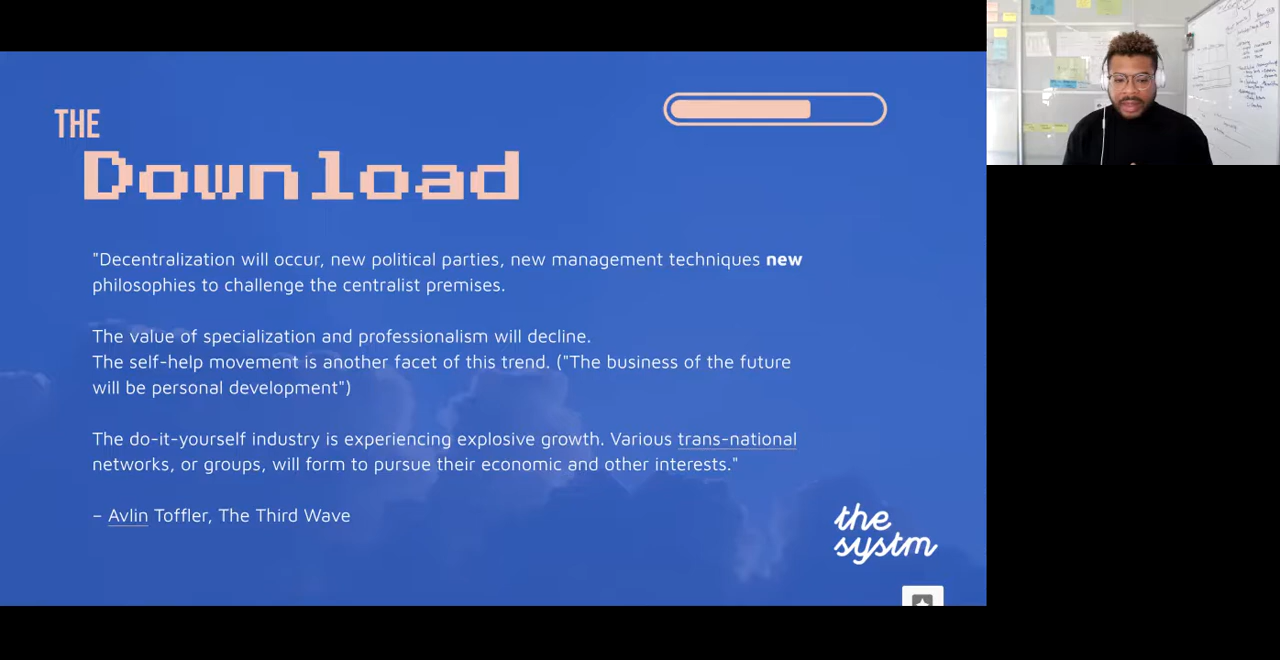 THE
Download
"Decentralization will occur, new political parties, new management techniques new
philosophies to challenge the centralist premises.
The value of specialization and professionalism will decline.
The self-help movement is another facet of this trend. ("The business of the future
will be personal development")
The do-it-yourself industry is experiencing explosive growth. Various trans-national
networks, or groups, will form to pursue their economic and other interests."
– Avlin Toffler, The Third Wave
the
systm